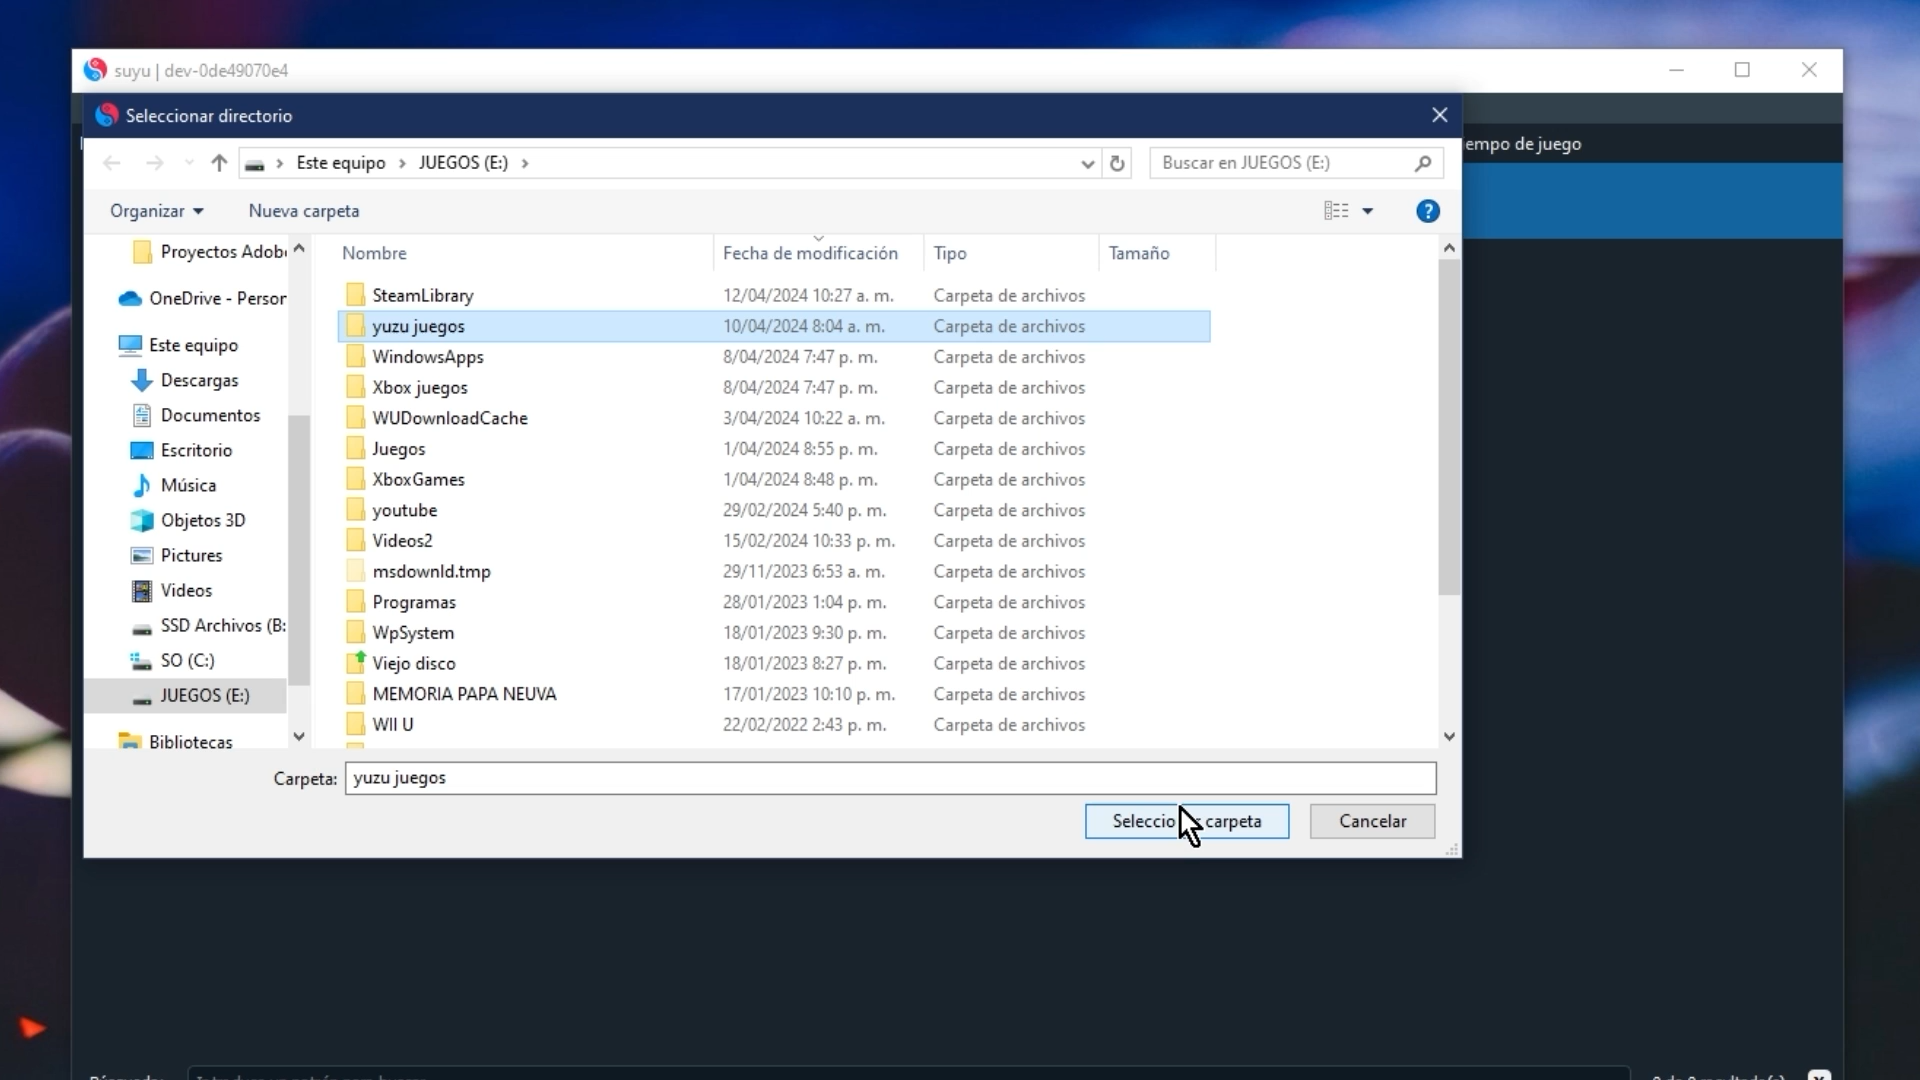 suyu | dev-0de49070e4
Seleccionar directorio
Este equipo > JUEGOS (E:) >
Buscar en JUEGOS (E:)
empo de juego
Organizar
Nueva carpeta
Proyectos Adob
OneDrive - Person
Este equipo
Descargas
Documentos
Escritorio
Música
Objetos 3D
Pictures
Videos
SSD Archivos (B:
SO (C:)
JUEGOS (E:)
Bibliotecas
Nombre Fecha de modificación Tipo Tamaño
SteamLibrary 12/04/2024 10:27 a. m. Carpeta de archivos
yuzu juegos 10/04/2024 8:04 a. m. Carpeta de archivos
WindowsApps 8/04/2024 7:47 p. m. Carpeta de archivos
Xbox juegos 8/04/2024 7:47 p. m. Carpeta de archivos
WUDownloadCache 3/04/2024 10:22 a. m. Carpeta de archivos
Juegos 1/04/2024 8:55 p. m. Carpeta de archivos
XboxGames 1/04/2024 8:48 p. m. Carpeta de archivos
youtube 29/02/2024 5:40 p. m. Carpeta de archivos
Videos2 15/02/2024 10:33 p. m. Carpeta de archivos
msdownld.tmp 29/11/2023 6:53 a. m. Carpeta de archivos
Programas 28/01/2023 1:04 p. m. Carpeta de archivos
WpSystem 18/01/2023 9:30 p. m. Carpeta de archivos
Viejo disco 18/01/2023 8:27 p. m. Carpeta de archivos
MEMORIA PAPA NEUVA 17/01/2023 10:10 p. m. Carpeta de archivos
WII U 22/02/2022 2:43 p. m. Carpeta de archivos
Carpeta: yuzu juegos
Seleccio carpeta
Cancelar